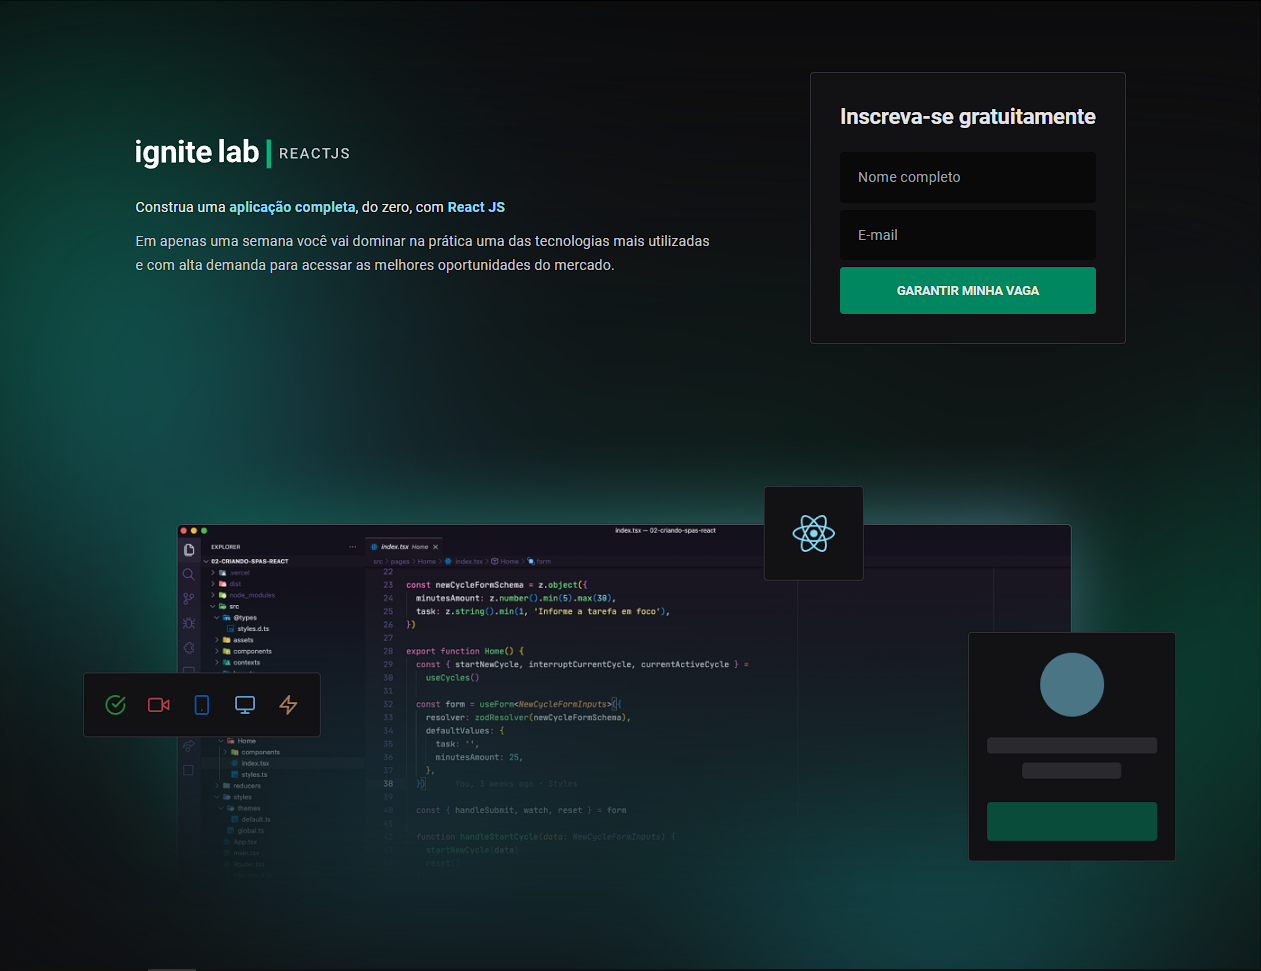 ignite lab | REACTJS
Construa uma aplicação completa, do zero, com React JS
Em apenas uma semana você vai dominar na prática uma das tecnologias mais utilizadas
e com alta demanda para acessar as melhores oportunidades do mercado.
Inscreva-se gratuitamente
Nome completo
E-mail
GARANTIR MINHA VAGA
index.tsx — 02-criando-spas-react
EXPLORER
02-CRIANDO-SPAS-REACT
.vercel
dist
node_modules
src
@types
styles.d.ts
assets
components
contexts
Home
components
index.tsx
styles.ts
reducers
styles
themes
default.ts
global.ts
App.tsx
main.tsx
index.tsx Home
src > pages > Home > index.tsx > Home > form
22
23 const newCycleFormSchema = z.object({
24 minutesAmount: z.number().min(5).max(30),
25 task: z.string().min(1, 'Informe a tarefa em foco'),
26 })
27
28 export function Home() {
29 const { startNewCycle, interruptCurrentCycle, currentActiveCycle } =
30 useCycles()
31
32 const form = useForm<NewCycleFormInputs>({
33 resolver: zodResolver(newCycleFormSchema),
34 defaultValues: {
35 task: '',
36 minutesAmount: 25,
37 },
38 }) You, 3 weeks ago • Styles
39
40 const { handleSubmit, watch, reset } = form
41
42 function handleStartCycle(data: NewCycleFormInputs) {
startNewCycle(data)
reset()